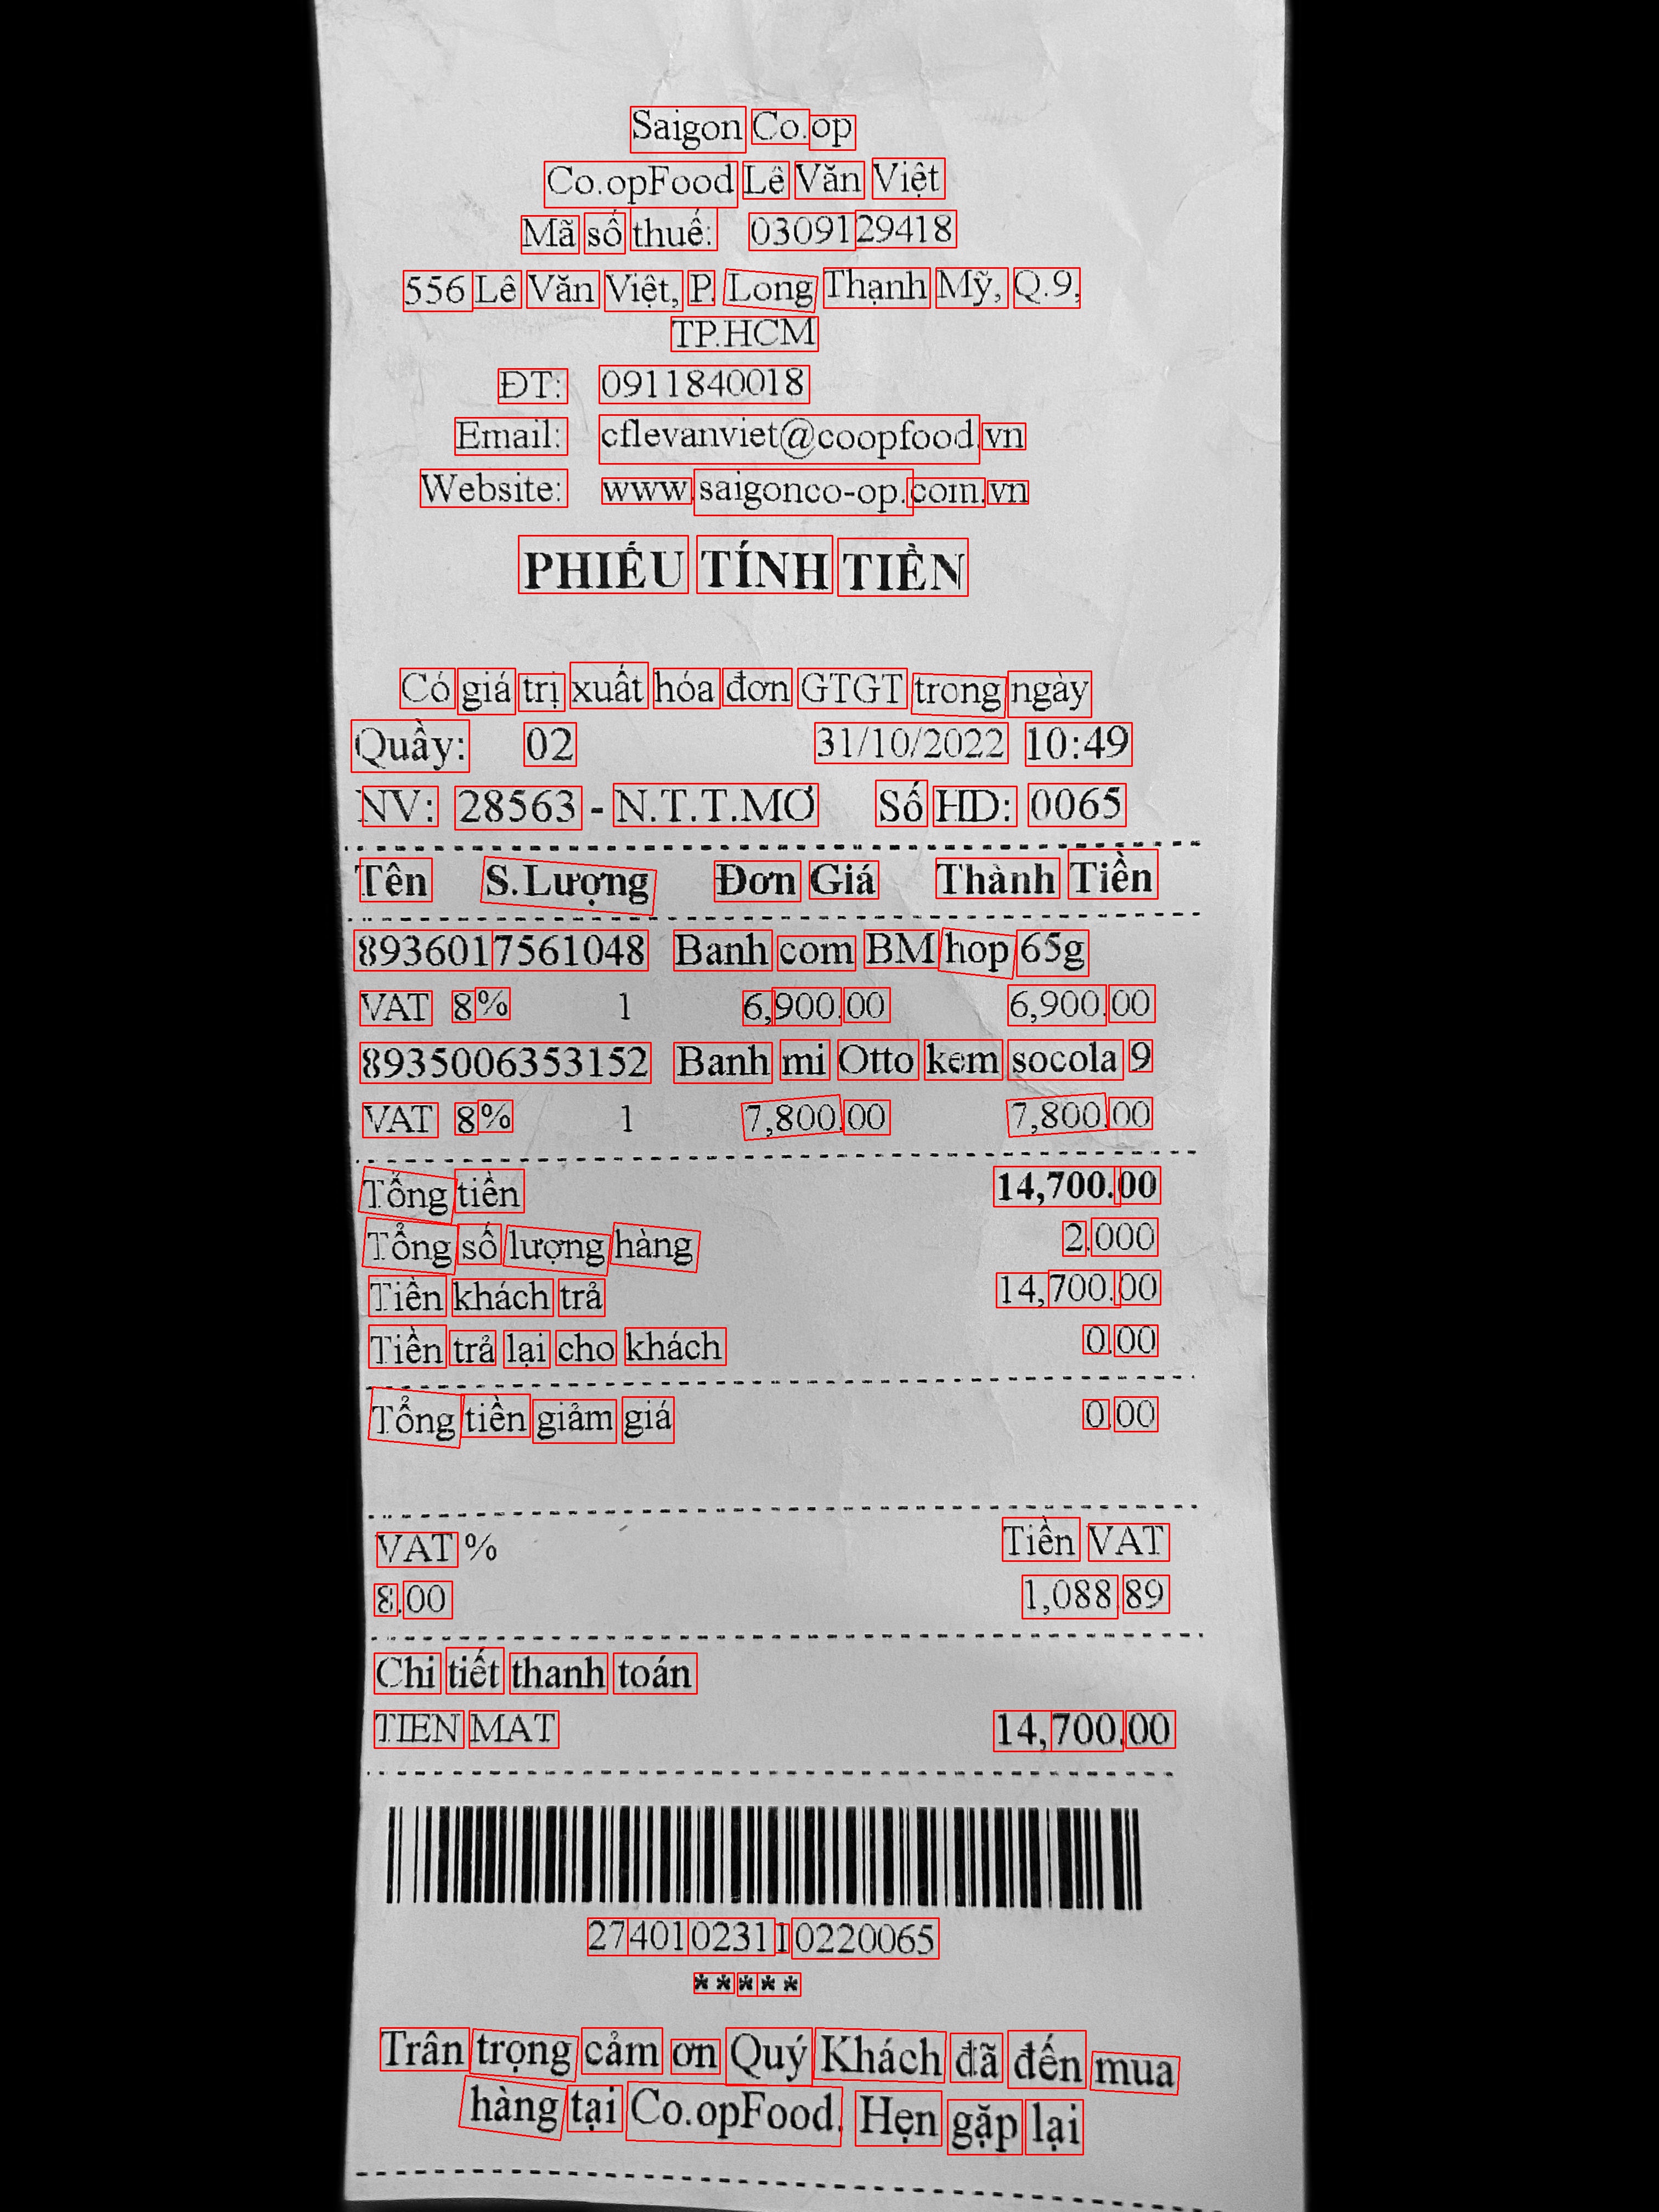 Saigon Co.op
Co.opFood Lê Văn Việt
Mã số thuế: 0309129418
556 Lê Văn Việt, P. Long Thạnh Mỹ, Q.9,
TP.HCM
ĐT: 0911840018
Email: cflevanviet@coopfood.vn
Website: www.saigonco-op.com.vn
PHIẾU TÍNH TIỀN
Có giá trị xuất hóa đơn GTGT trong ngày
Quầy: 02 31/10/2022 10:49
NV: 28563 - N.T.T.MƠ Số HD: 0065
Tên S.Lượng Đơn Giá Thành Tiền
8936017561048 Banh com BM hop 65g
VAT 8% 1 6,900.00 6,900.00
8935006353152 Banh mi Otto kem socola 9
VAT 8% 1 7,800.00 7,800.00
Tổng tiền 14,700.00
Tổng số lượng hàng 2.000
Tiền khách trả 14,700.00
Tiền trả lại cho khách 0.00
Tổng tiền giảm giá 0.00
VAT % Tiền VAT
8.00 1,088.89
Chi tiết thanh toán
TIEN MAT 14,700.00
27401023110220065
*****
Trân trọng cảm ơn Quý Khách đã đến mua
hàng tại Co.opFood. Hẹn gặp lại